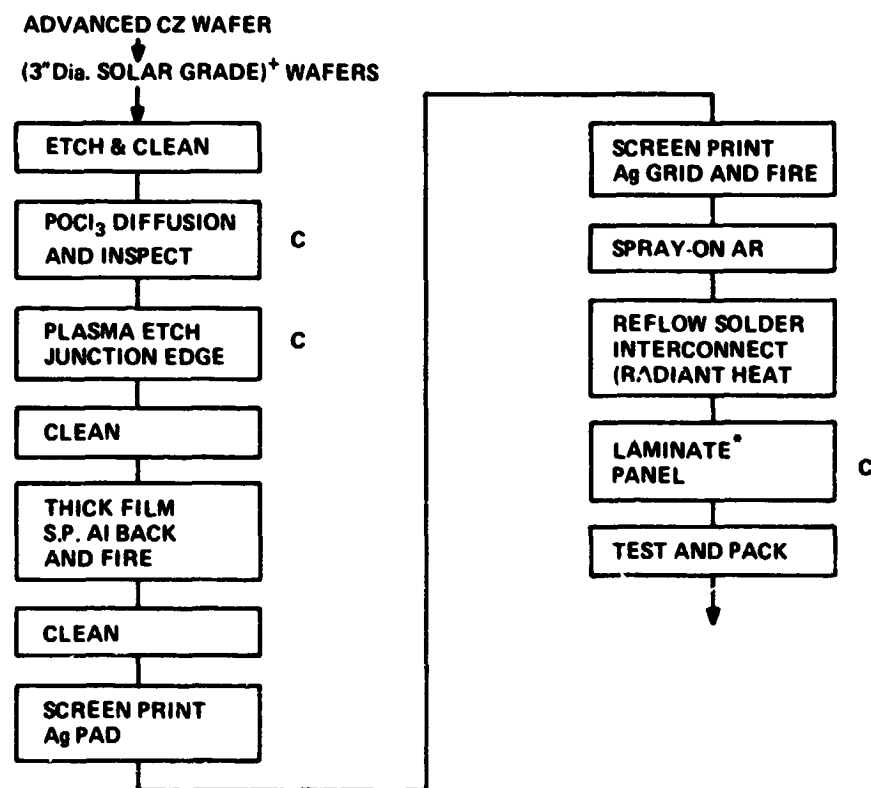 ADVANCED CZ WAFER
(3"Dia. SOLAR GRADE)+ WAFERS
ETCH & CLEAN
POCl3 DIFFUSION
AND INSPECT
C
PLASMA ETCH
JUNCTION EDGE
C
CLEAN
THICK FILM
S.P. Al BACK
AND FIRE
CLEAN
SCREEN PRINT
Ag PAD
SCREEN PRINT
Ag GRID AND FIRE
SPRAY-ON AR
REFLOW SOLDER
INTERCONNECT
(RADIANT HEAT
LAMINATE*
PANEL
C
TEST AND PACK